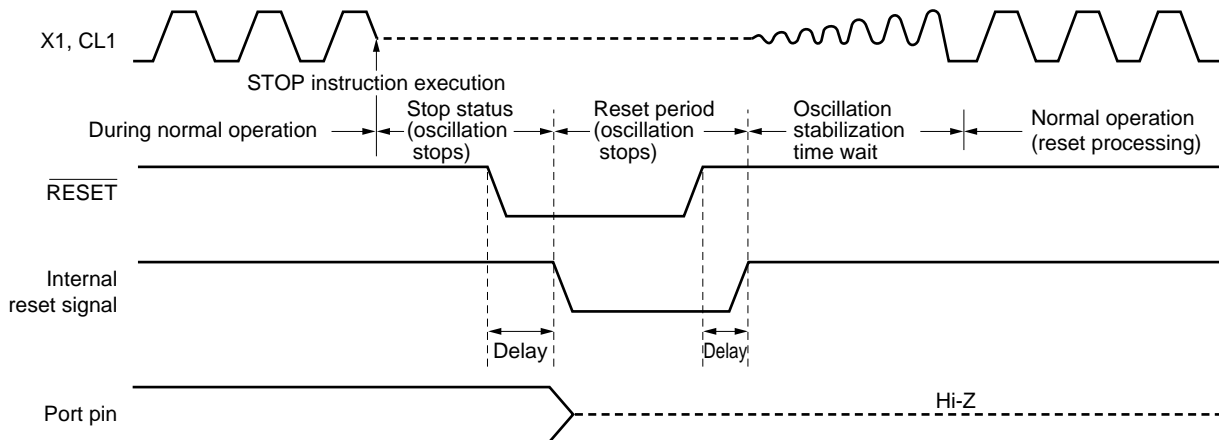 X1, CL1
STOP instruction execution
During normal operation
Stop status
(oscillation
stops)
Reset period
(oscillation
stops)
Oscillation
stabilization
time wait
Normal operation
(reset processing)
RESET
Internal
reset signal
Delay
Delay
Port pin
Hi-Z